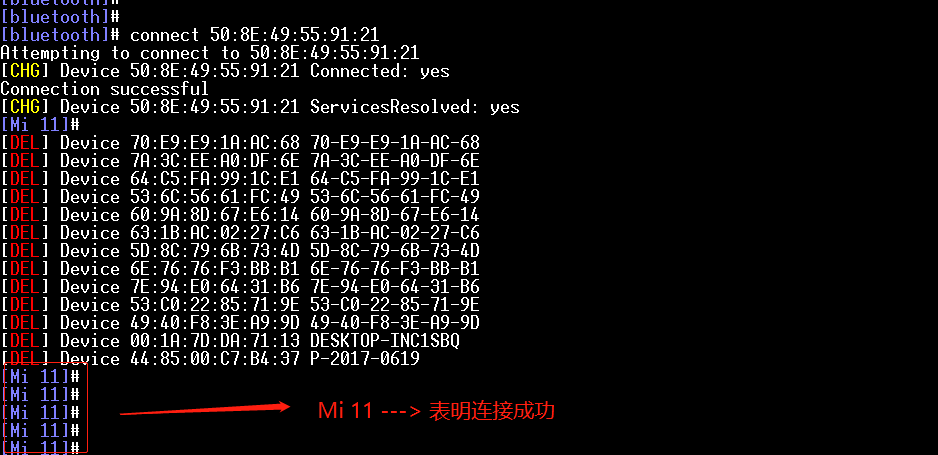 [bluetooth]#
[bluetooth]#
[bluetooth]# connect 50:8E:49:55:91:21
Attempting to connect to 50:8E:49:55:91:21
[CHG] Device 50:8E:49:55:91:21 Connected: yes
Connection successful
[CHG] Device 50:8E:49:55:91:21 ServicesResolved: yes
[Mi 11]#
[DEL] Device 70:E9:E9:1A:AC:68 70-E9-E9-1A-AC-68
[DEL] Device 7A:3C:EE:A0:DF:6E 7A-3C-EE-A0-DF-6E
[DEL] Device 64:C5:FA:99:1C:E1 64-C5-FA-99-1C-E1
[DEL] Device 53:6C:56:61:FC:49 53-6C-56-61-FC-49
[DEL] Device 60:9A:8D:67:E6:14 60-9A-8D-67-E6-14
[DEL] Device 63:1B:AC:02:27:C6 63-1B-AC-02-27-C6
[DEL] Device 5D:8C:79:6B:73:4D 5D-8C-79-6B-73-4D
[DEL] Device 6E:76:76:F3:BB:B1 6E-76-76-F3-BB-B1
[DEL] Device 7E:94:E0:64:31:B6 7E-94-E0-64-31-B6
[DEL] Device 53:C0:22:85:71:9E 53-C0-22-85-71-9E
[DEL] Device 49:40:F8:3E:A9:9D 49-40-F8-3E-A9-9D
[DEL] Device 00:1A:7D:DA:71:13 DESKTOP-INC1SBQ
[DEL] Device 44:85:00:C7:B4:37 P-2017-0619
[Mi 11]#
[Mi 11]#
[Mi 11]#
[Mi 11]#
[Mi 11]#
Mi 11 ---> 表明连接成功